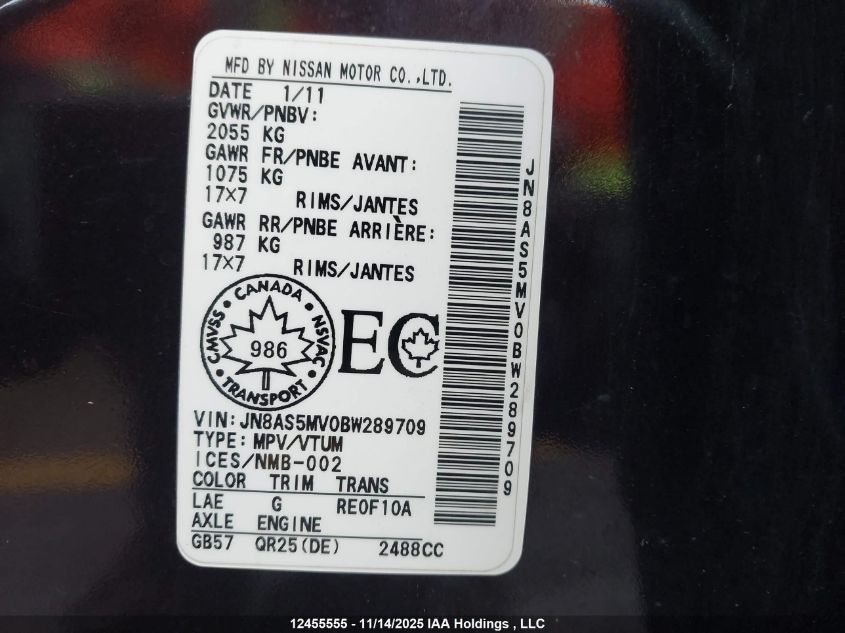 MFD BY NISSAN MOTOR CO.,LTD.
DATE 1/11
GVWR/PNBV:
2055 KG
GAWR FR/PNBE AVANT:
1075 KG
17×7 RIMS/JANTES
GAWR RR/PNBE ARRIÈRE:
987 KG
17×7 RIMS/JANTES
CANADA
CMVSS
NSVAC
986
TRANSPORT
EC
VIN:JN8AS5MV0BW289709
TYPE:MPV/VTUM
ICES/NMB-002
COLOR TRIM TRANS
LAE G RE0F10A
AXLE ENGINE
GB57 QR25(DE) 2488CC
JN8AS5MV0BW289709
12455555 - 11/14/2025 IAA Holdings , LLC